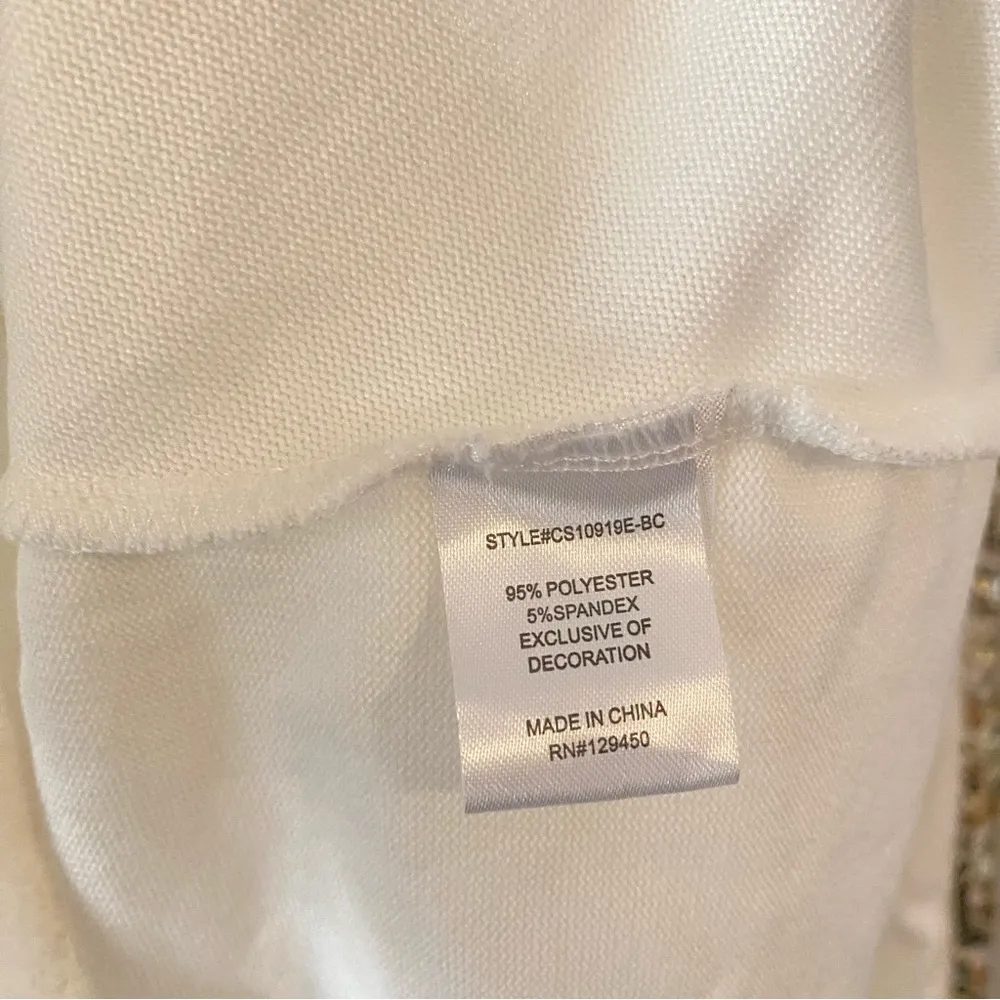 STYLE#CS10919E-BC
95% POLYESTER
5%SPANDEX
EXCLUSIVE OF
DECORATION
MADE IN CHINA
RN#129450